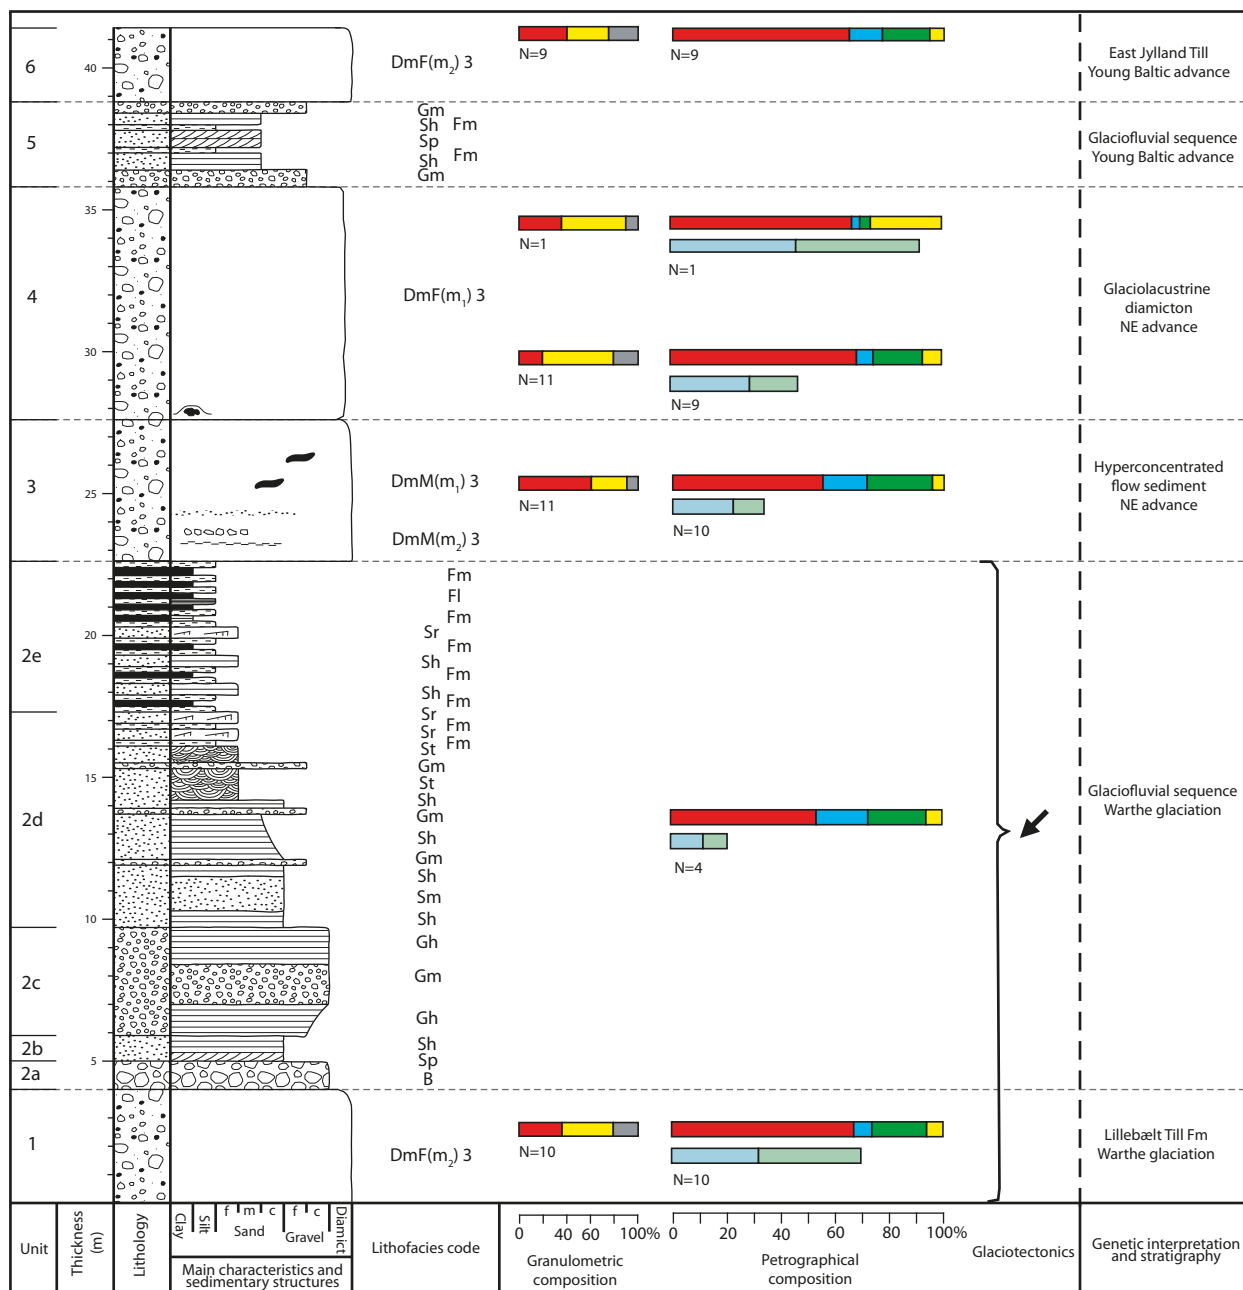 6
40
DmF(m₂) 3
N=9
N=9
East Jylland Till
Young Baltic advance
5
Gm
Sh Fm
Sp
Sh Fm
Gm
Glaciofluvial sequence
Young Baltic advance
35
4
30
DmF(m₁) 3
N=1
N=1
N=11
N=9
Glaciolacustrine
diamicton
NE advance
3
25
DmM(m₁) 3
DmM(m₂) 3
N=11
N=10
Hyperconcentrated
flow sediment
NE advance
2e
20
Fm
Fl
Fm
Sr
Fm
Sh
Fm
Sh
Fm
Sr
Fm
Sr
Fm
St
2d
15
10
Gm
St
Sh
Gm
Sh
Gm
Sh
Sm
Sh
N=4
Glaciofluvial sequence
Warthe glaciation
2c
Gh
Gm
Gh
2b
5
Sh
Sp
2a
B
1
DmF(m₂) 3
N=10
N=10
Lillebælt Till Fm
Warthe glaciation
Unit
Thickness
(m)
Lithology
Clay
Silt
f m c
Sand
f c
Gravel
Diamict
Main characteristics and
sedimentary structures
Lithofacies code
0 40 60 100%
Granulometric
composition
0 20 40 60 80 100%
Petrographical
composition
Glaciotectonics
Genetic interpretation
and stratigraphy